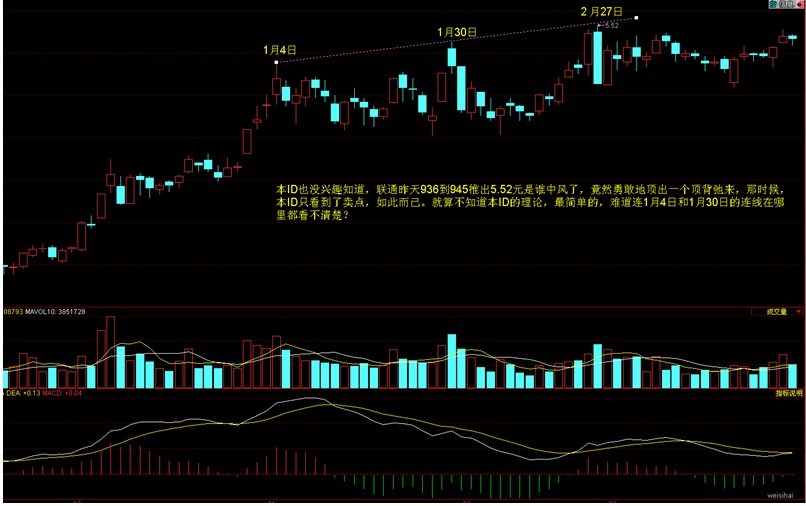 2月27日
1月30日
5.52
1月4日
本ID也没兴趣知道，联通昨天936到945推出5.52元是谁中风了，竟然勇敢地顶出一个顶背弛来，那时候，
本ID只看到了卖点，如此而己。就算不知道本ID的理论，最简单的，难道连1月4日和1月30日的连线在哪
里都看不清楚？
08793 MAVOL10: 3851728
成交量
DEA: +0.13 MACD: +0.04
指标说明
weisihai